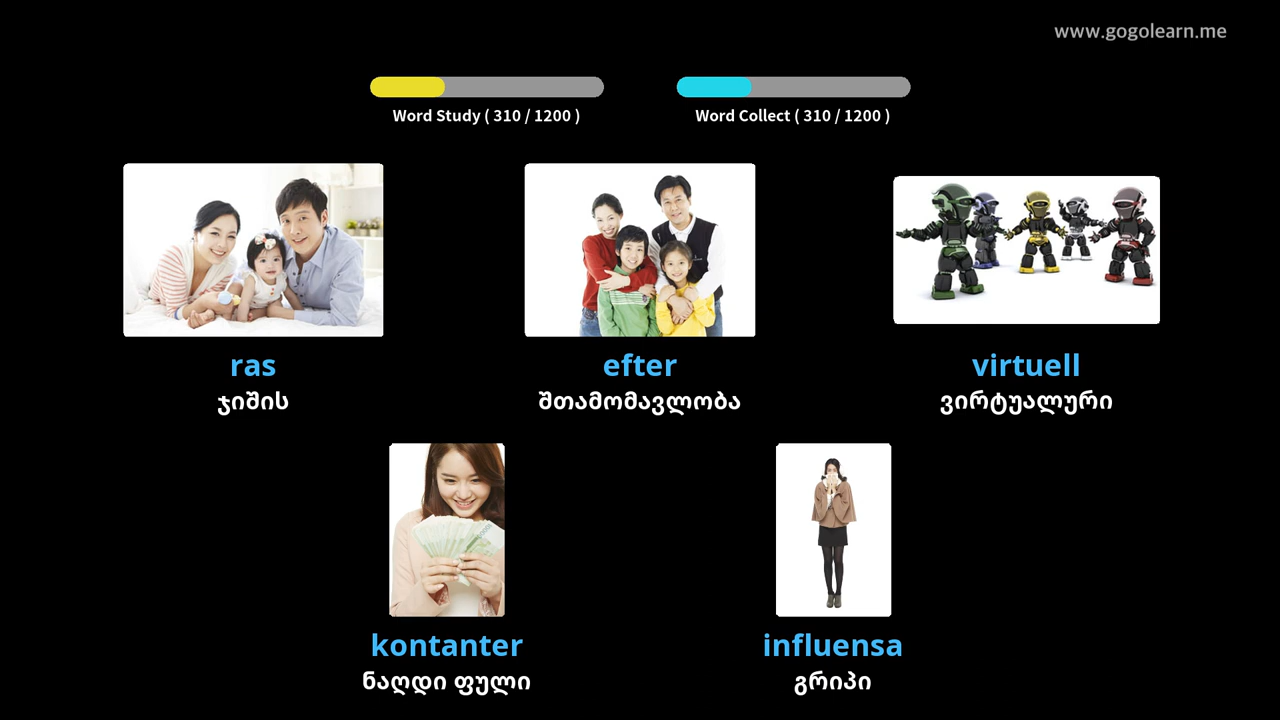 www.gogolearn.me
Word Study ( 310 / 1200 )
Word Collect ( 310 / 1200 )
ras
ჯიშის
efter
შთამომავლობა
virtuell
ვირტუალური
kontanter
ნაღდი ფული
influensa
გრიპი